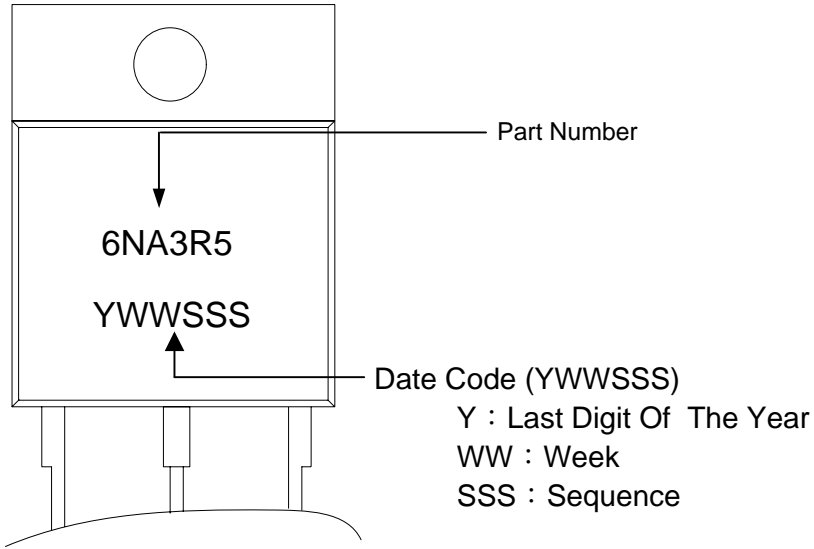 Part Number
6NA3R5
YWWSSS
Date Code (YWWSSS)
Y：Last Digit Of The Year
WW：Week
SSS：Sequence